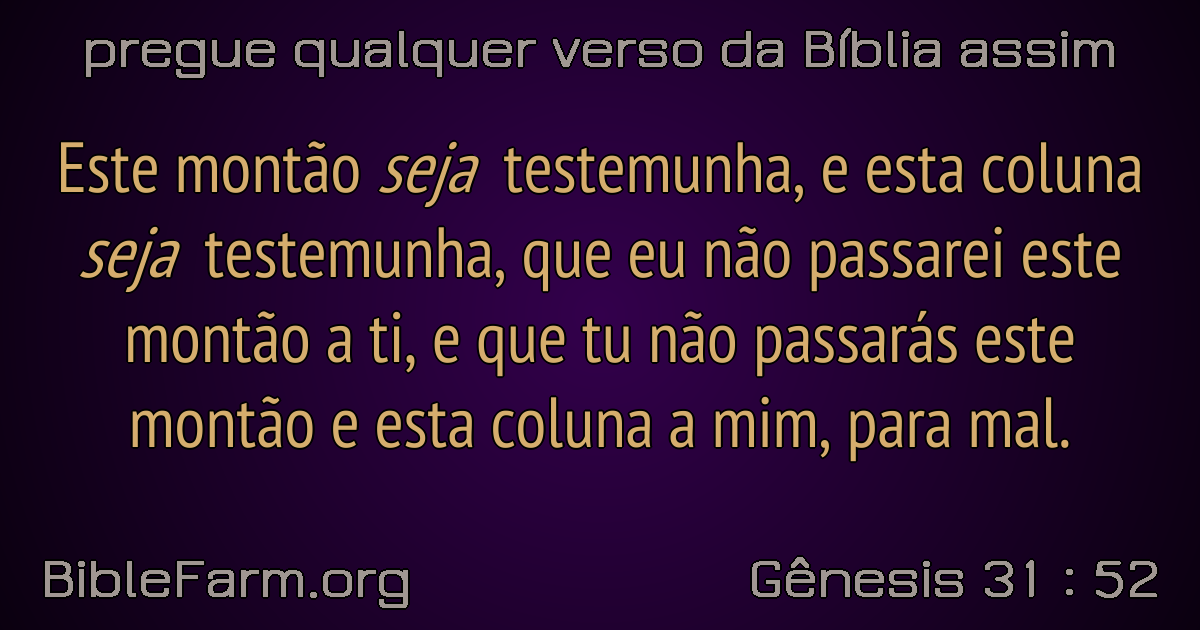 pregue qualquer verso da Bíblia assim
Este montão seja testemunha, e esta coluna
seja testemunha, que eu não passarei este
montão a ti, e que tu não passarás este
montão e esta coluna a mim, para mal.
BibleFarm.org
Gênesis 31 : 52